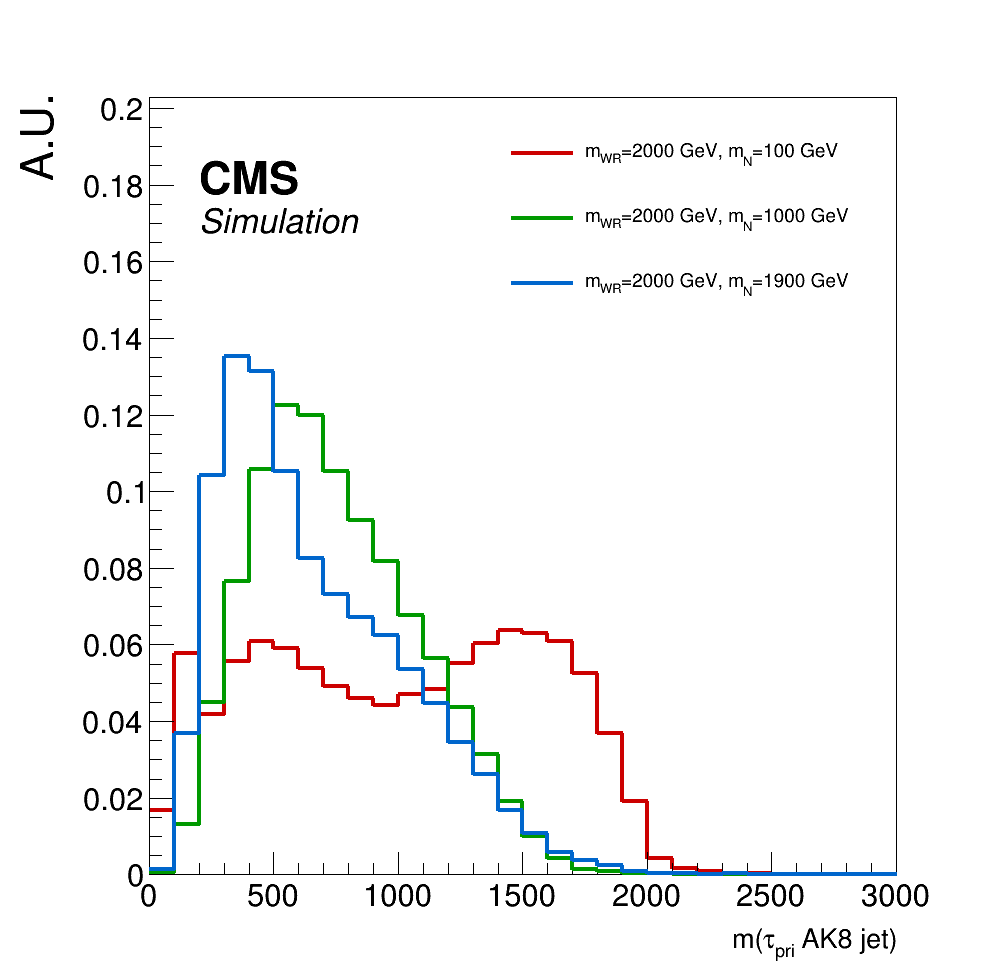 A.U.
0.2
0.18
0.16
0.14
0.12
0.1
0.08
0.06
0.04
0.02
0
CMS
Simulation
mWR=2000 GeV, mN=100 GeV
mWR=2000 GeV, mN=1000 GeV
mWR=2000 GeV, mN=1900 GeV
0 500 1000 1500 2000 2500 3000
m(τpri AK8 jet)